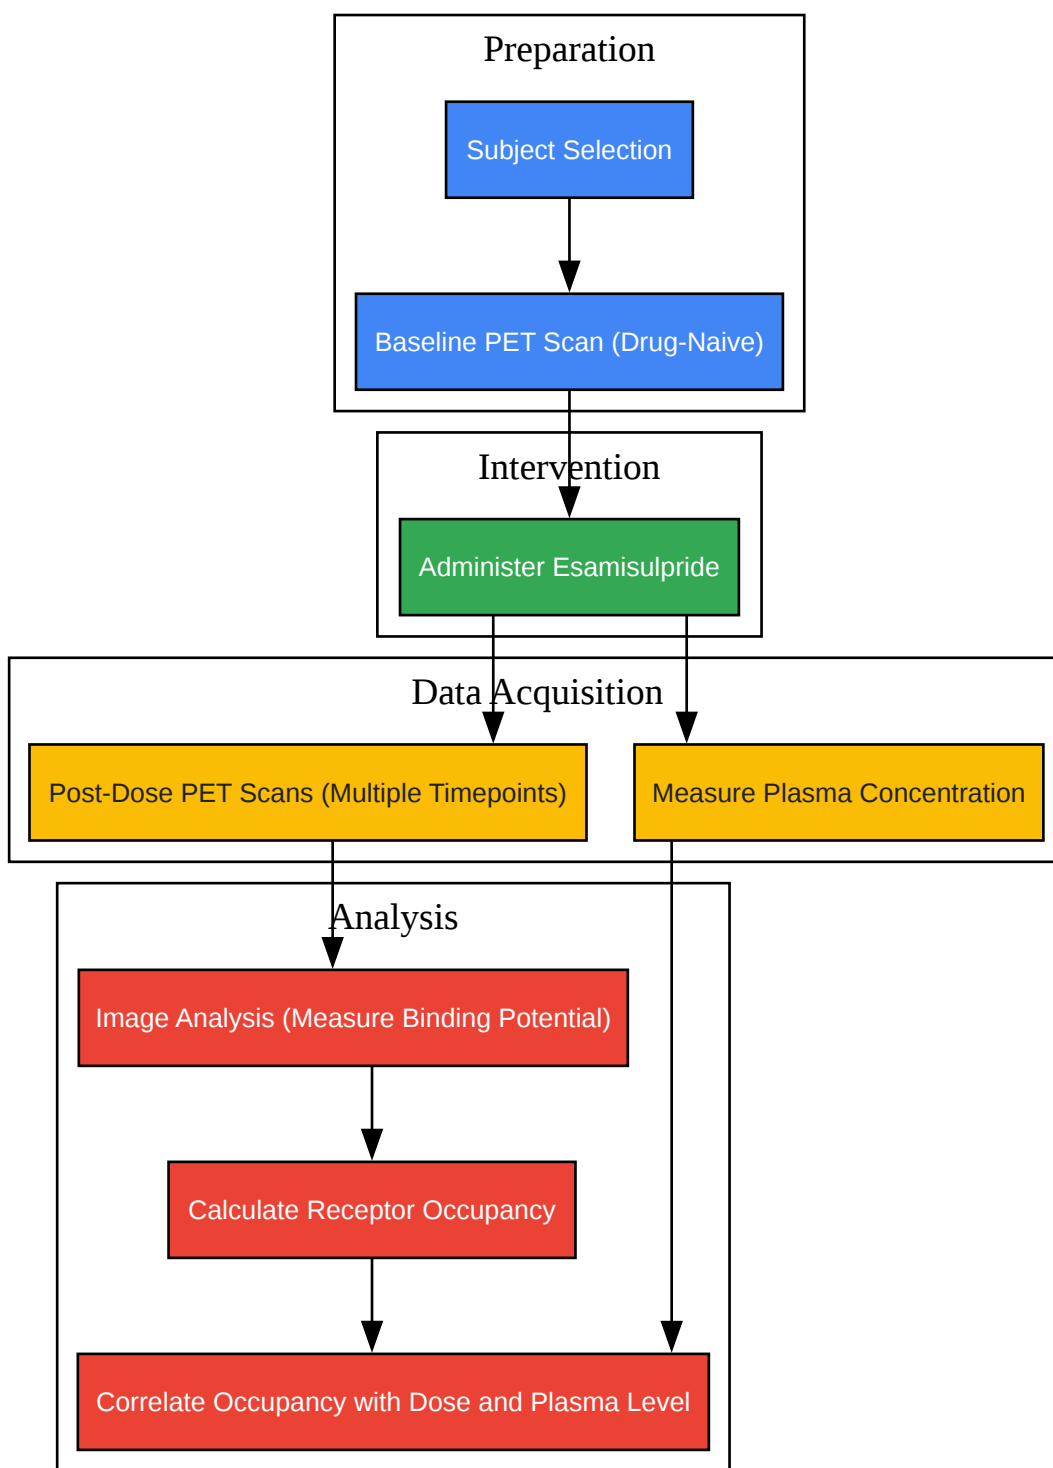 Preparation
Subject Selection
Baseline PET Scan (Drug-Naive)
Intervention
Administer Esamisulpride
Data Acquisition
Post-Dose PET Scans (Multiple Timepoints)
Measure Plasma Concentration
Analysis
Image Analysis (Measure Binding Potential)
Calculate Receptor Occupancy
Correlate Occupancy with Dose and Plasma Level